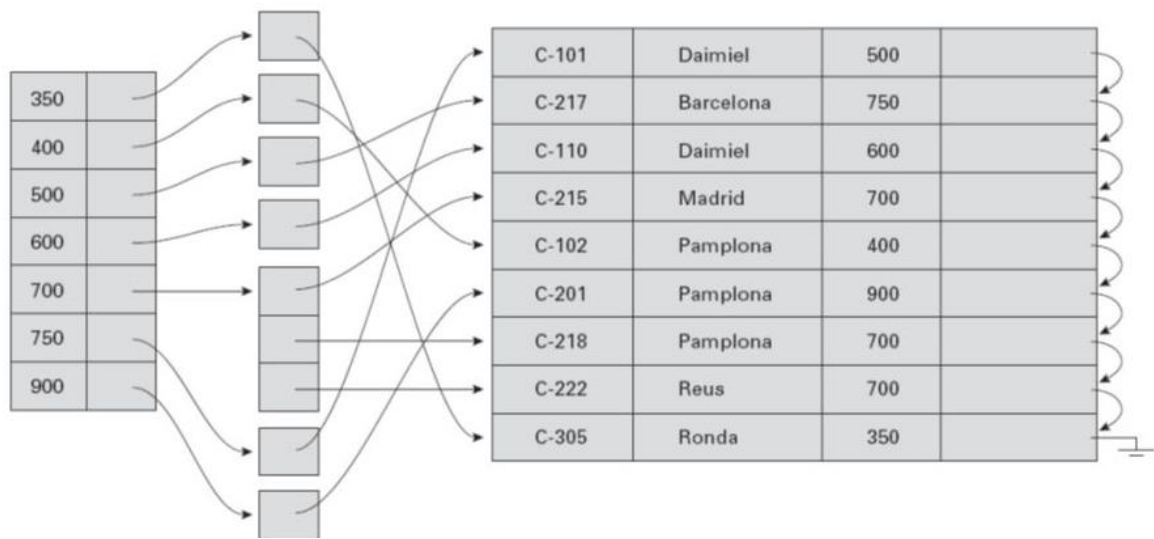 350
400
500
600
700
750
900
C-101 Daimiel 500
C-217 Barcelona 750
C-110 Daimiel 600
C-215 Madrid 700
C-102 Pamplona 400
C-201 Pamplona 900
C-218 Pamplona 700
C-222 Reus 700
C-305 Ronda 350